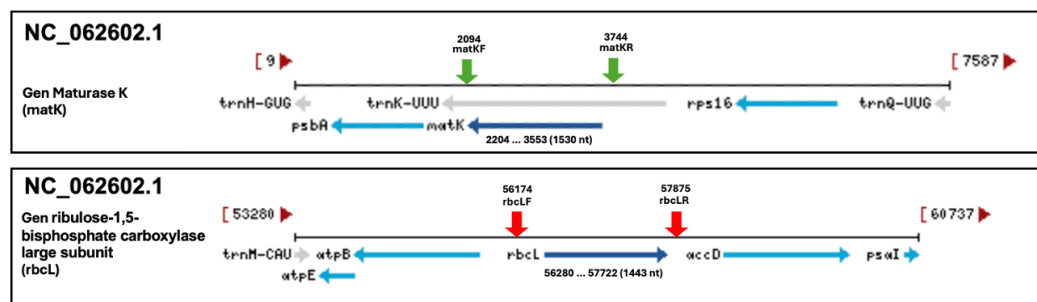 NC_062602.1
Gen Maturase K
(matK)
[ 9
2094
matKF
3744
matKR
[ 7587
trnH-GUG
trnK-UUU
rps16
trnQ-UUG
psbA
matK
2204 ... 3553 (1530 nt)
NC_062602.1
Gen ribulose-1,5-
bisphosphate carboxylase
large subunit
(rbcL)
[ 53280
56174
rbcLF
57875
rbcLR
[ 60737
trnM-CAU
atpB
rbcL
accD
psaI
atpE
56280 ... 57722 (1443 nt)